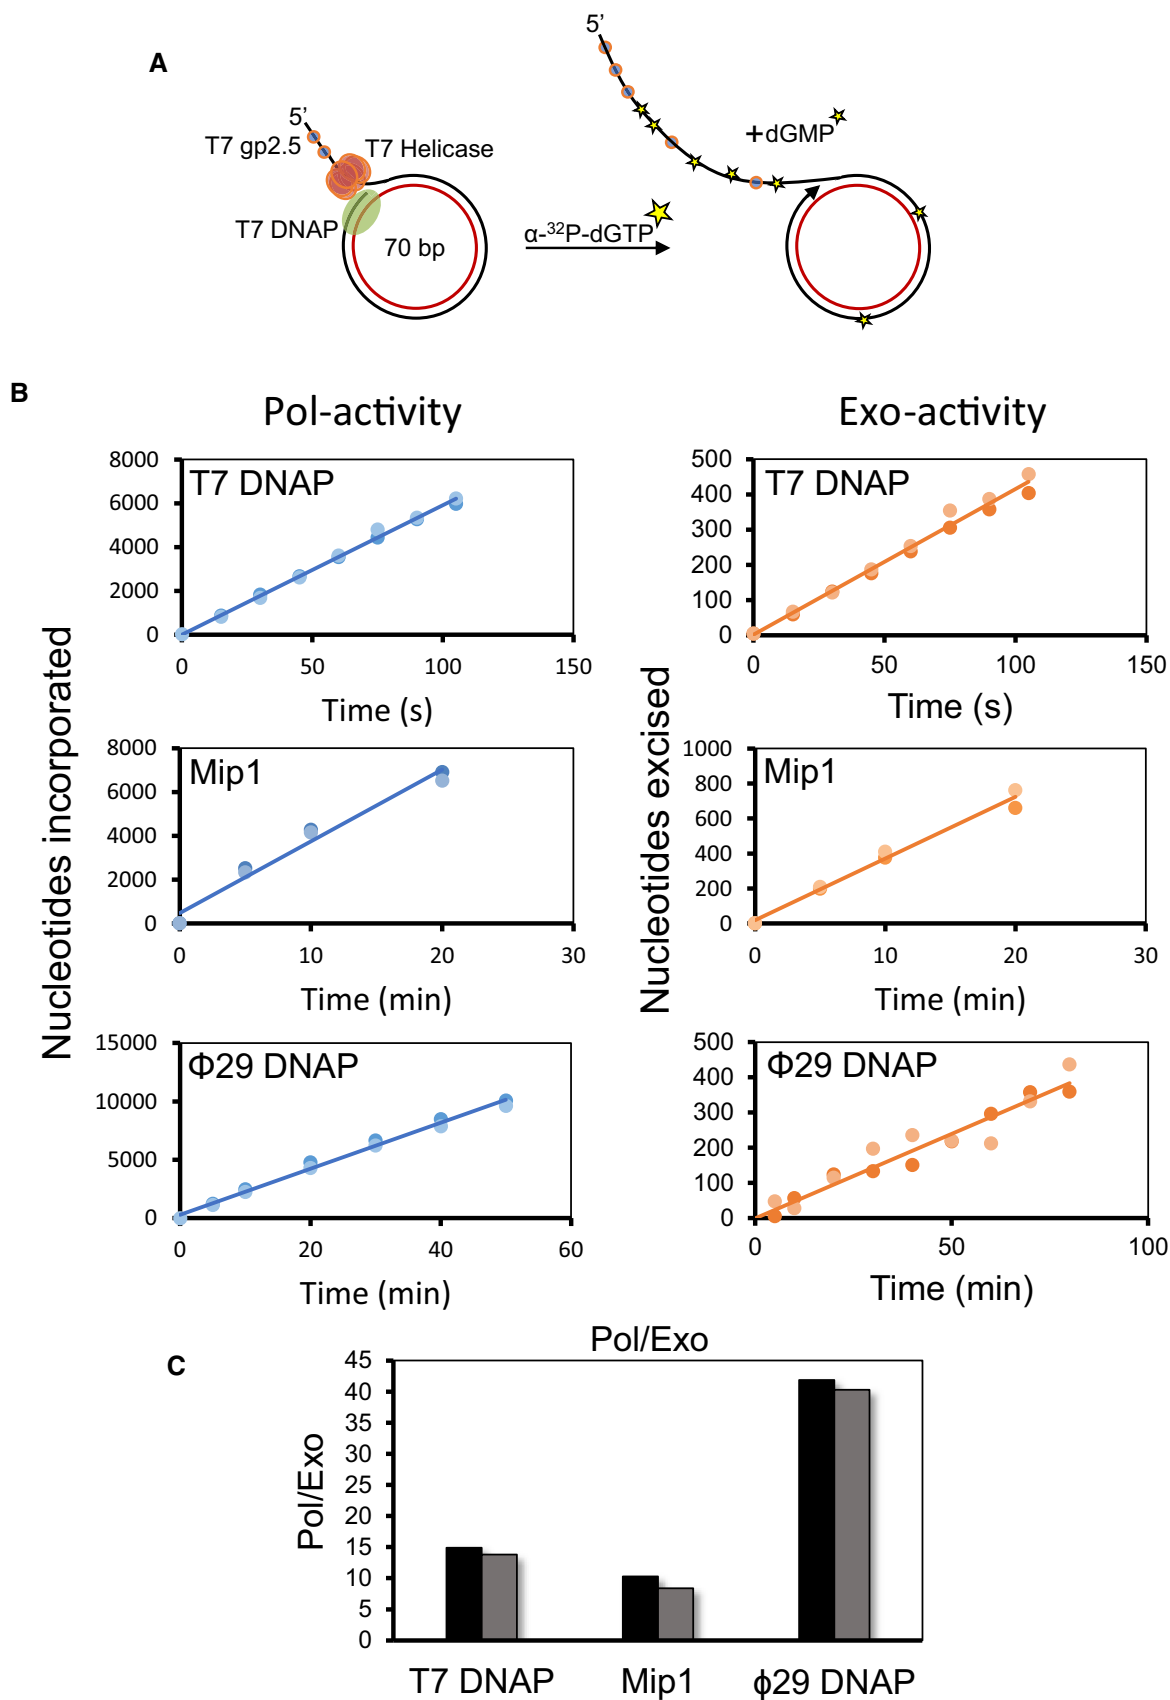 A
5’
T7 gp2.5
T7 Helicase
T7 DNAP
70 bp
α-³²P-dGTP
5’
+dGMP
B
Pol-activity
Exo-activity
Nucleotides incorporated
Nucleotides excised
T7 DNAP
8000
6000
4000
2000
0
0 50 100 150
Time (s)
T7 DNAP
500
400
300
200
100
0
0 50 100 150
Time (s)
Mip1
8000
6000
4000
2000
0
0 10 20 30
Time (min)
Mip1
1000
800
600
400
200
0
0 10 20 30
Time (min)
Φ29 DNAP
15000
10000
5000
0
0 20 40 60
Time (min)
Φ29 DNAP
500
400
300
200
100
0
0 50 100
Time (min)
C
Pol/Exo
Pol/Exo
45
40
35
30
25
20
15
10
5
0
T7 DNAP Mip1 ϕ29 DNAP